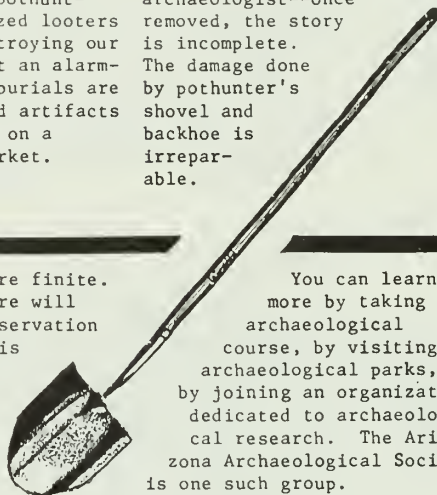 zed looters
troying our
t an alarm-
urials are
d artifacts
on a
rket.
archaeologist--once
removed, the story
is incomplete.
The damage done
by pothunter's
shovel and
backhoe is
irrepar-
able.
re finite.
re will
servation
is
You can learn
more by taking
archaeological
course, by visiting
archaeological parks,
by joining an organizat
dedicated to archaeolo
cal research. The Ari
zona Archaeological Soci
is one such group.